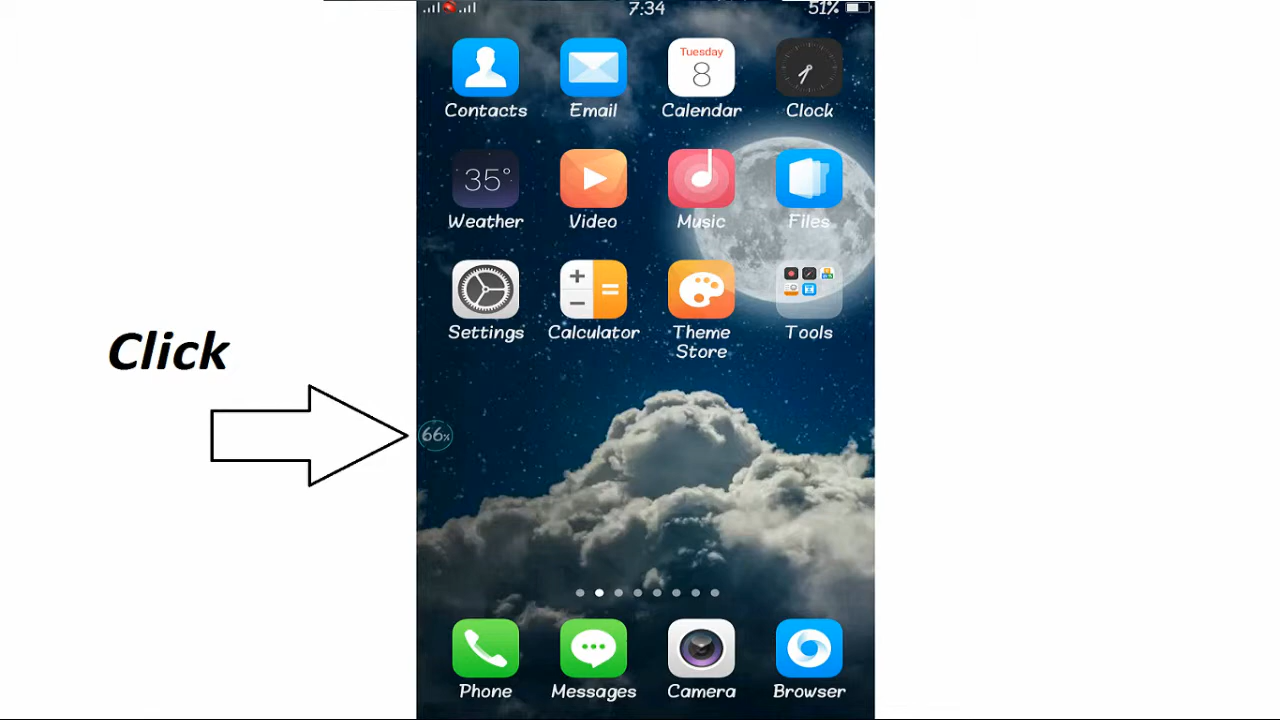 7:34
51%
Tuesday
8
Contacts
Email
Calendar
Clock
35°
Weather
Video
Music
Files
Settings
Calculator
Theme
Store
Tools
Click
66%
Phone
Messages
Camera
Browser